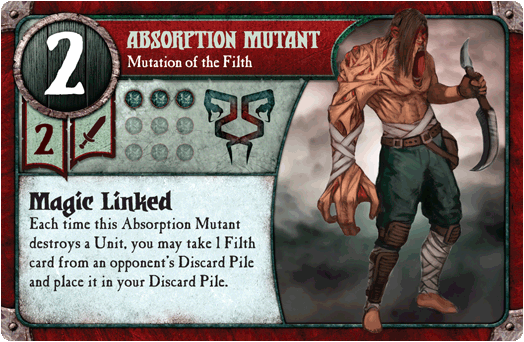 2
ABSORPTION MUTANT
Mutation of the Filth
2
Magic Linked
Each time this Absorption Mutant
destroys a Unit, you may take 1 Filth
card from an opponent's Discard Pile
and place it in your Discard Pile.